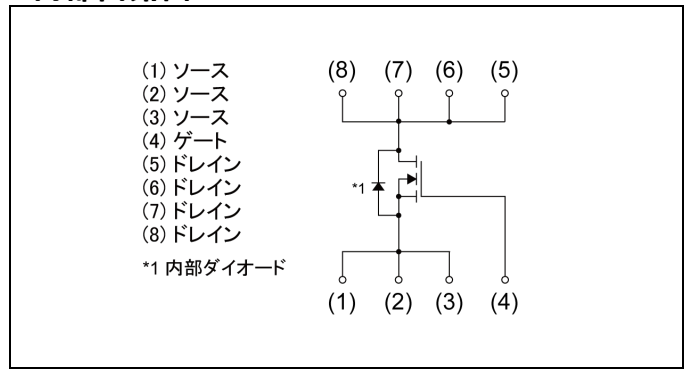 (1) ソース
(2) ソース
(3) ソース
(4) ゲート
(5) ドレイン
(6) ドレイン
(7) ドレイン
(8) ドレイン
*1 内部ダイオード
(8) (7) (6) (5)
*1
(1) (2) (3) (4)